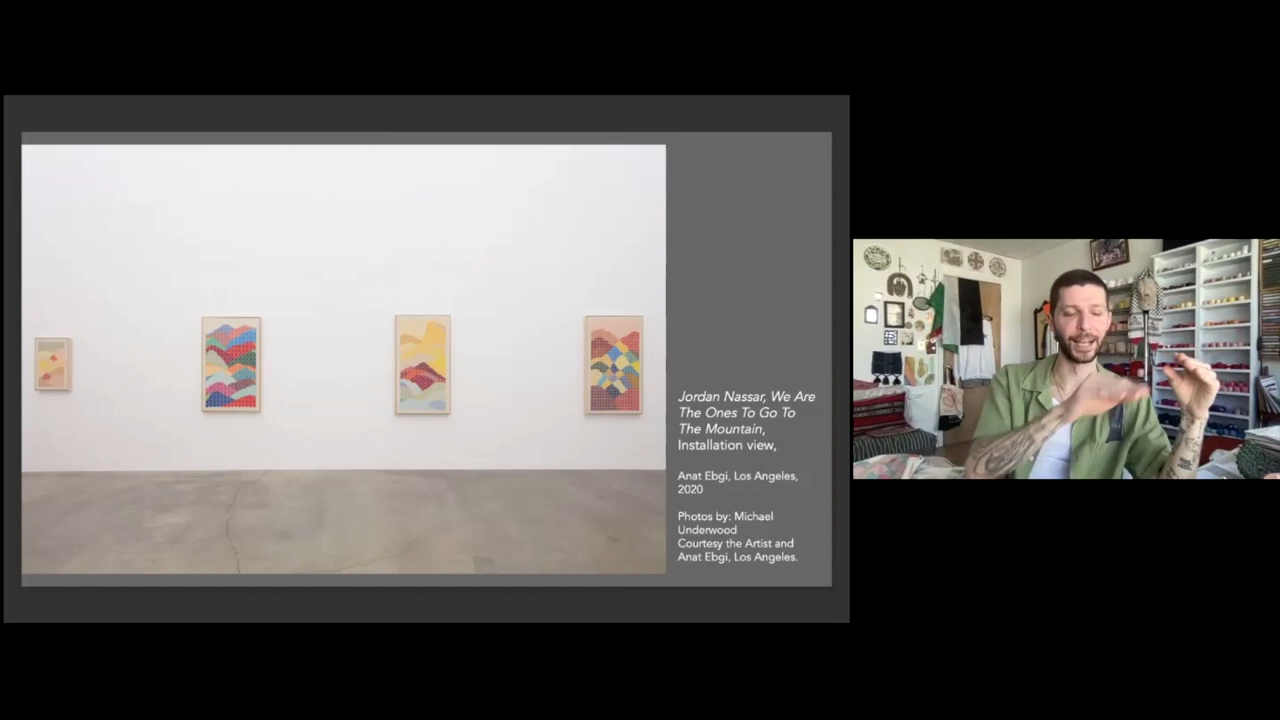 Jordan Nassar, We Are
The Ones To Go To
The Mountain,
Installation view,
Anat Ebgi, Los Angeles,
2020
Photos by: Michael
Underwood
Courtesy the Artist and
Anat Ebgi, Los Angeles.